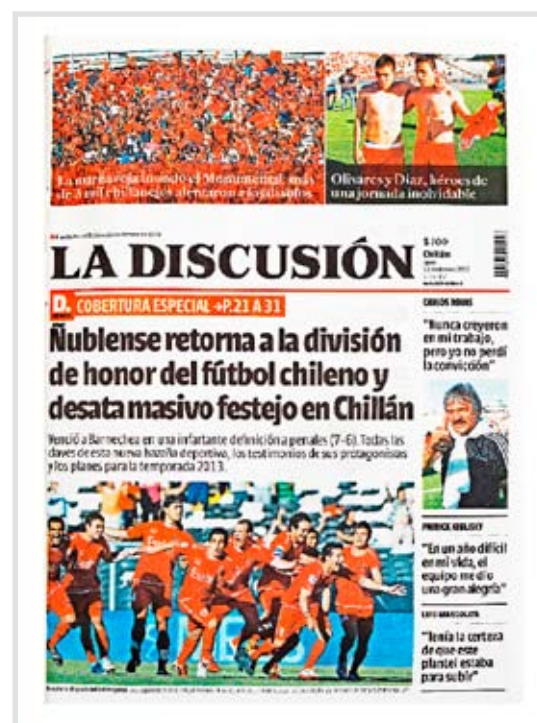 La marea roja inundó el Monumental: más
de 3 mil chillanejos alentaron a los diablos
Olivares y Díaz, héroes de
una jornada inolvidable
LA DISCUSIÓN
Chillán
D. COBERTURA ESPECIAL →P.21 A 31
Ñublense retorna a la división
de honor del fútbol chileno y
desata masivo festejo en Chillán
Venció a Barnechea en una infartante definición a penales (7-6). Todas las
claves de esta nueva hazaña deportiva, los testimonios de sus protagonistas
y los planes para la temporada 2013.
CARLOS ROJAS
"Nunca creyeron
en mi trabajo,
pero yo no perdí
la convicción"
PATRICK KIBLISKY
"En un año difícil
en mi vida, el
equipo me dio
una gran alegría"
"Tenía la certeza
de que este
plantel estaba
para subir"